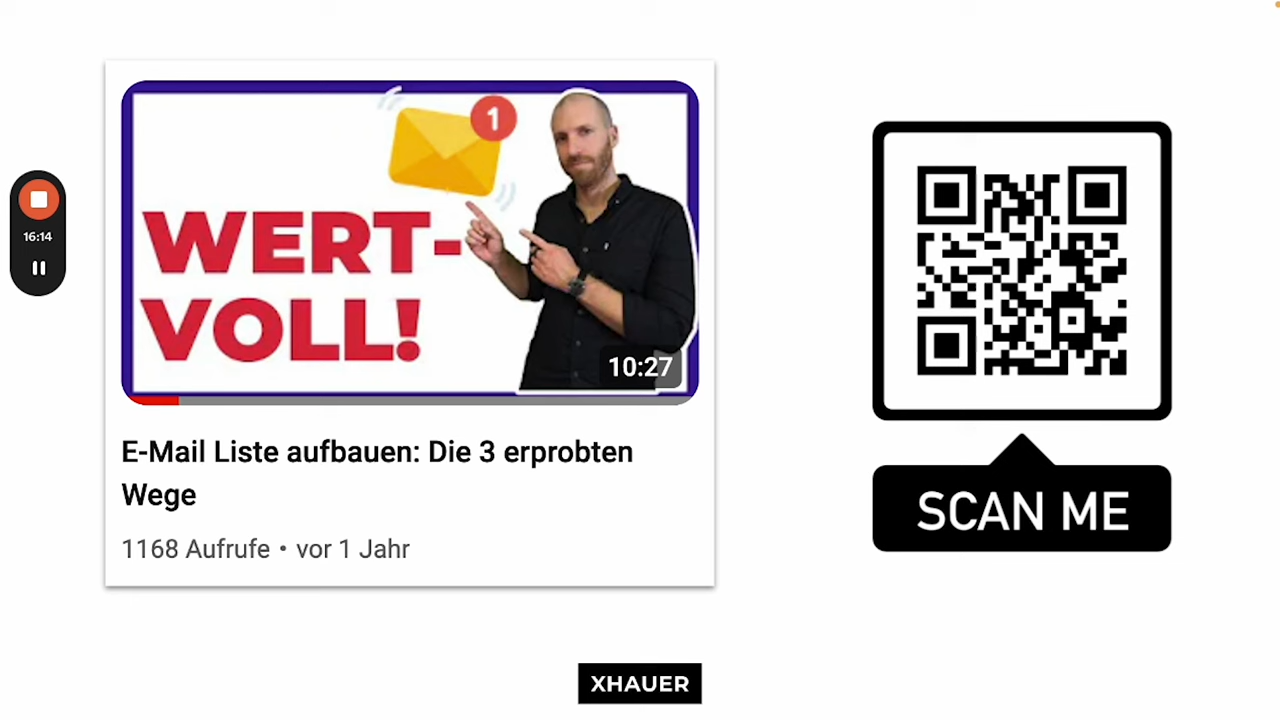 16:14
1
WERT-
VOLL!
10:27
E-Mail Liste aufbauen: Die 3 erprobten
Wege
1168 Aufrufe • vor 1 Jahr
SCAN ME
XHAUER